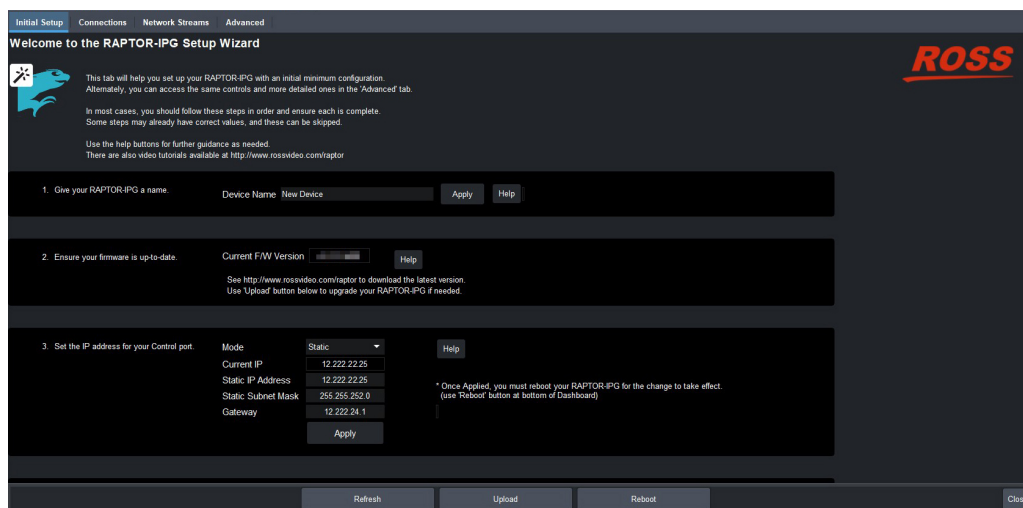 Initial Setup Connections Network Streams Advanced
Welcome to the RAPTOR-IPG Setup Wizard
ROSS
This tab will help you set up your RAPTOR-IPG with an initial minimum configuration.
Alternately, you can access the same controls and more detailed ones in the 'Advanced' tab.
In most cases, you should follow these steps in order and ensure each is complete.
Some steps may already have correct values, and these can be skipped.
Use the help buttons for further guidance as needed.
There are also video tutorials available at http://www.rossvideo.com/raptor
1. Give your RAPTOR-IPG a name. Device Name New Device Apply Help
2. Ensure your firmware is up-to-date. Current F/W Version Help
See http://www.rossvideo.com/raptor to download the latest version.
Use 'Upload' button below to upgrade your RAPTOR-IPG if needed.
3. Set the IP address for your Control port. Mode Static Help
Current IP 12.222.22.25
Static IP Address 12.222.22.25
* Once Applied, you must reboot your RAPTOR-IPG for the change to take effect.
Static Subnet Mask 255.255.252.0 (use 'Reboot' button at bottom of Dashboard)
Gateway 12.222.24.1
Apply
Refresh Upload Reboot Clos